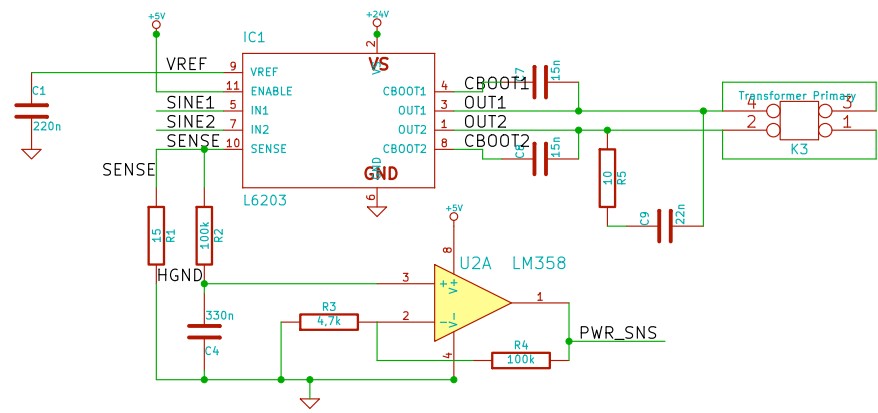 +5V
+24V
IC1
2
VS
VS
VREF
9
VREF
C1
220n
11
ENABLE
CBOOT1
4
CBOOT1
C7
15n
SINE1
5
IN1
OUT1
3
OUT1
Transformer Primary
4
3
SINE2
7
IN2
OUT2
1
OUT2
2
1
K3
SENSE
10
SENSE
CBOOT2
8
CBOOT2
C8
15n
SENSE
GND
GND
L6203
6
10
R5
C9
22n
15
R1
100k
R2
+5V
HGND
8
U2A
LM358
3
+
V+
1
330n
C4
R3
4,7k
2
-
V-
4
PWR_SNS
R4
100k